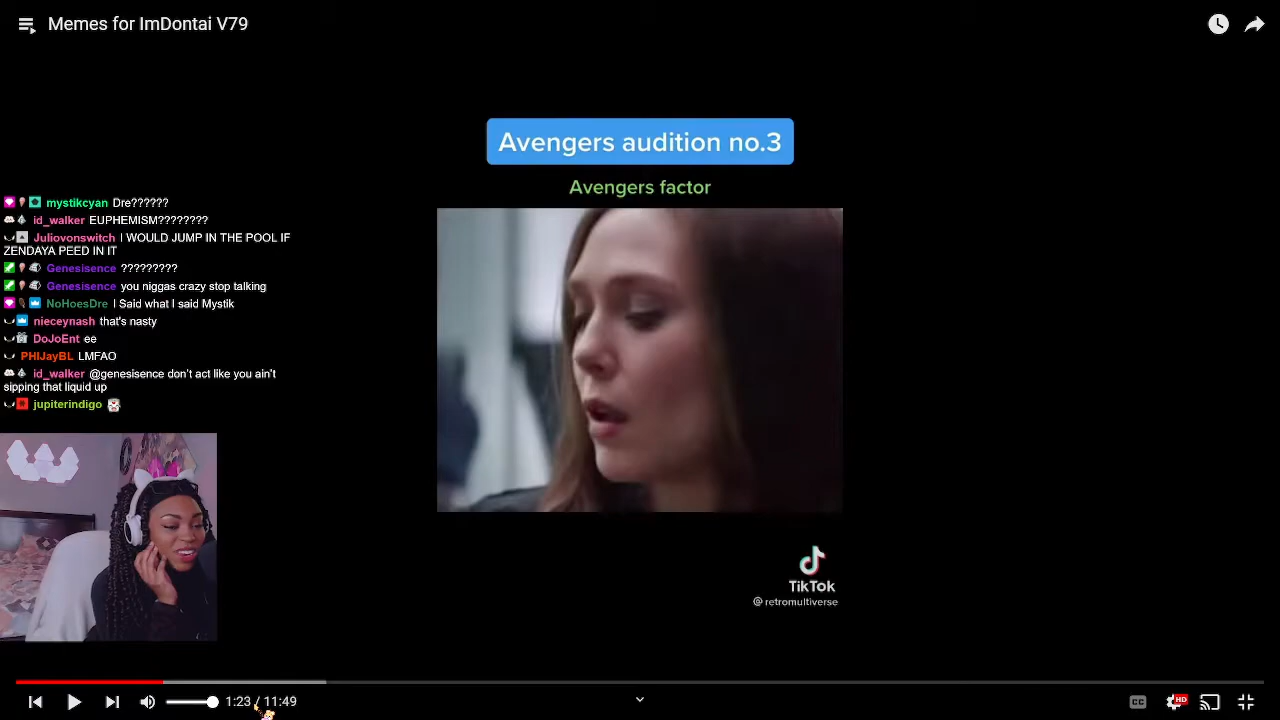 Memes for ImDontai V79
Avengers audition no.3
Avengers factor
mystikcyan Dre??????
id_walker EUPHEMISM????????
Juliovonswitch I WOULD JUMP IN THE POOL IF
ZENDAYA PEED IN IT
Genesisence ?????????
Genesisence you niggas crazy stop talking
NoHoesDre I Said what I said Mystik
nieceynash that's nasty
DoJoEnt ee
PHIJayBL LMFAO
id_walker @genesisence don't act like you ain't
sipping that liquid up
jupiterindigo
TikTok
@retromultiverse
1:23 / 11:49
CC
HD